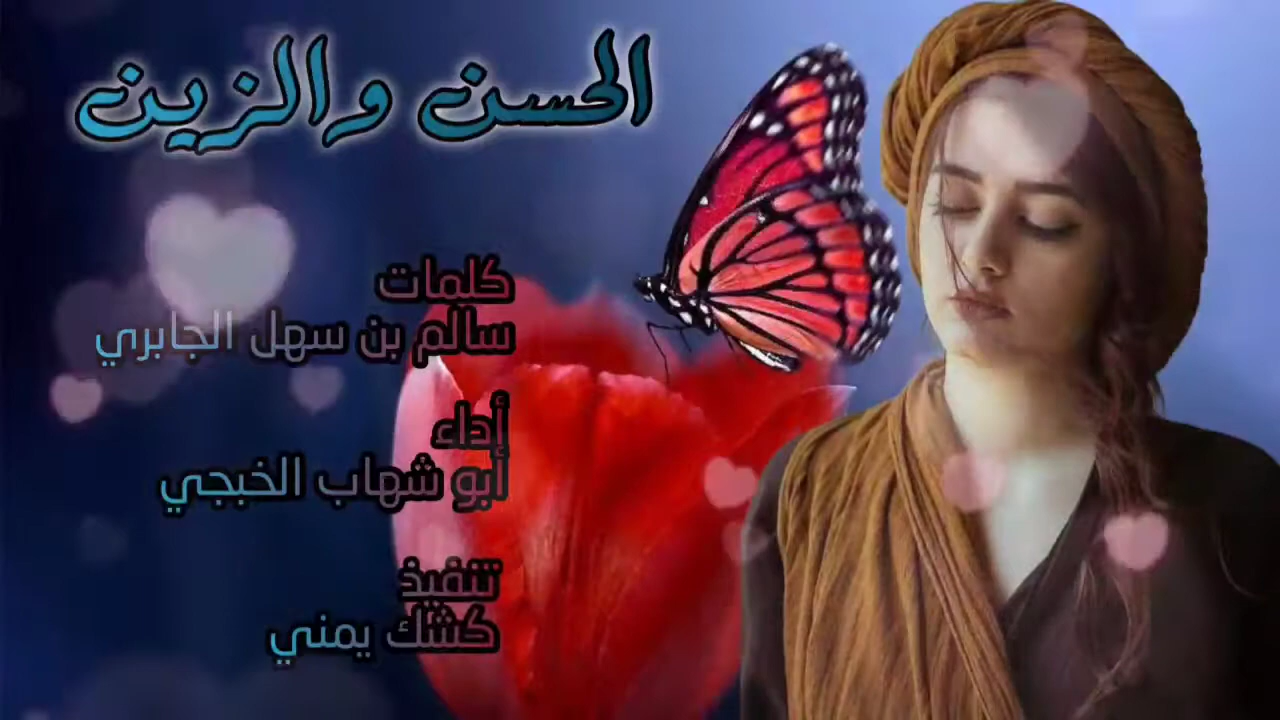 الحسن والزين
كلمات
سالم بن سهل الجابري
أداء
أبو شهاب الخبجي
تنفيذ
كشك يمني